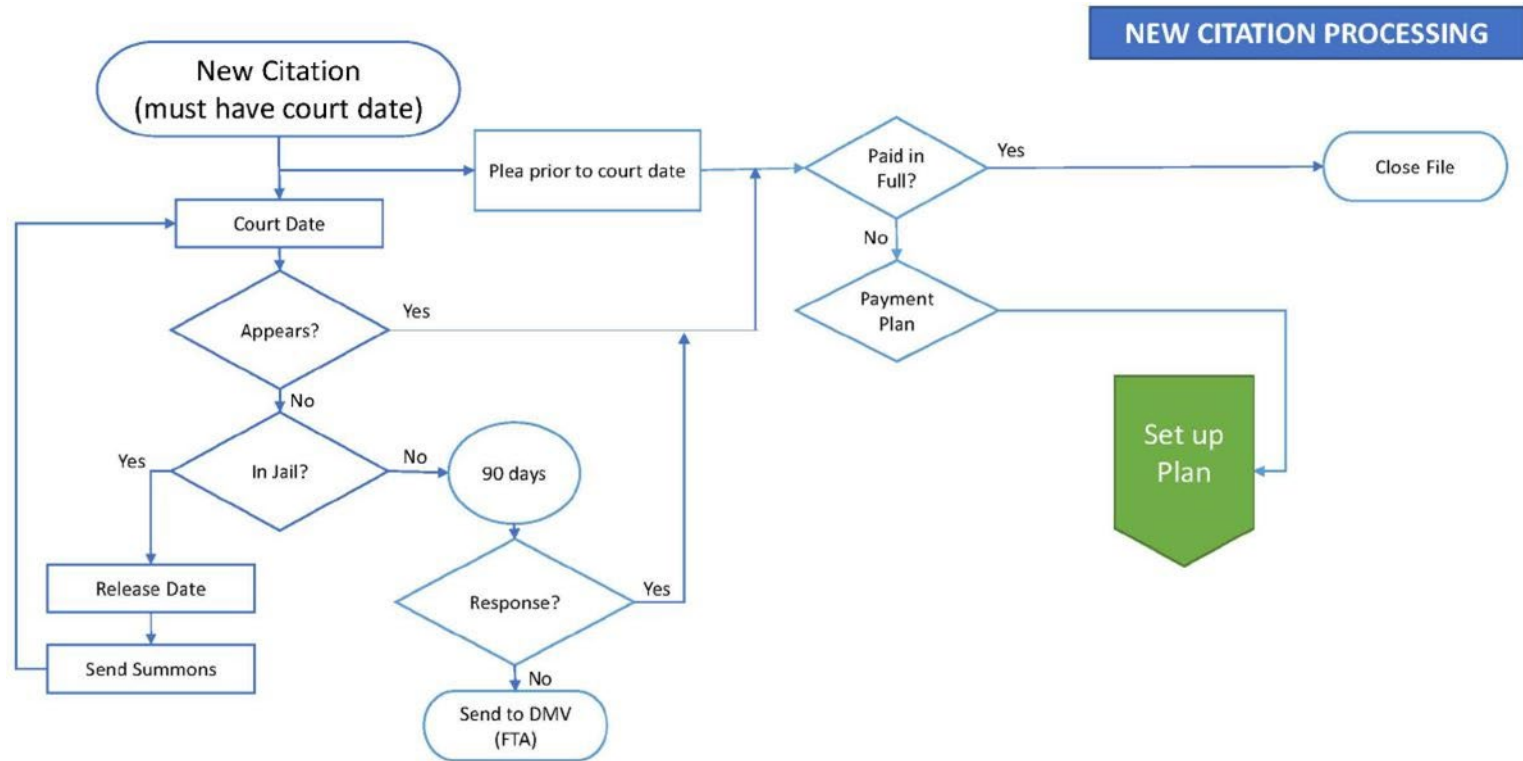 NEW CITATION PROCESSING
New Citation
(must have court date)
Plea prior to court date
Paid in
Full?
Yes
Close File
Court Date
No
Payment
Plan
Appears?
Yes
No
Set up
Plan
In Jail?
Yes
No
90 days
Release Date
Response?
Yes
Send Summons
No
Send to DMV
(FTA)